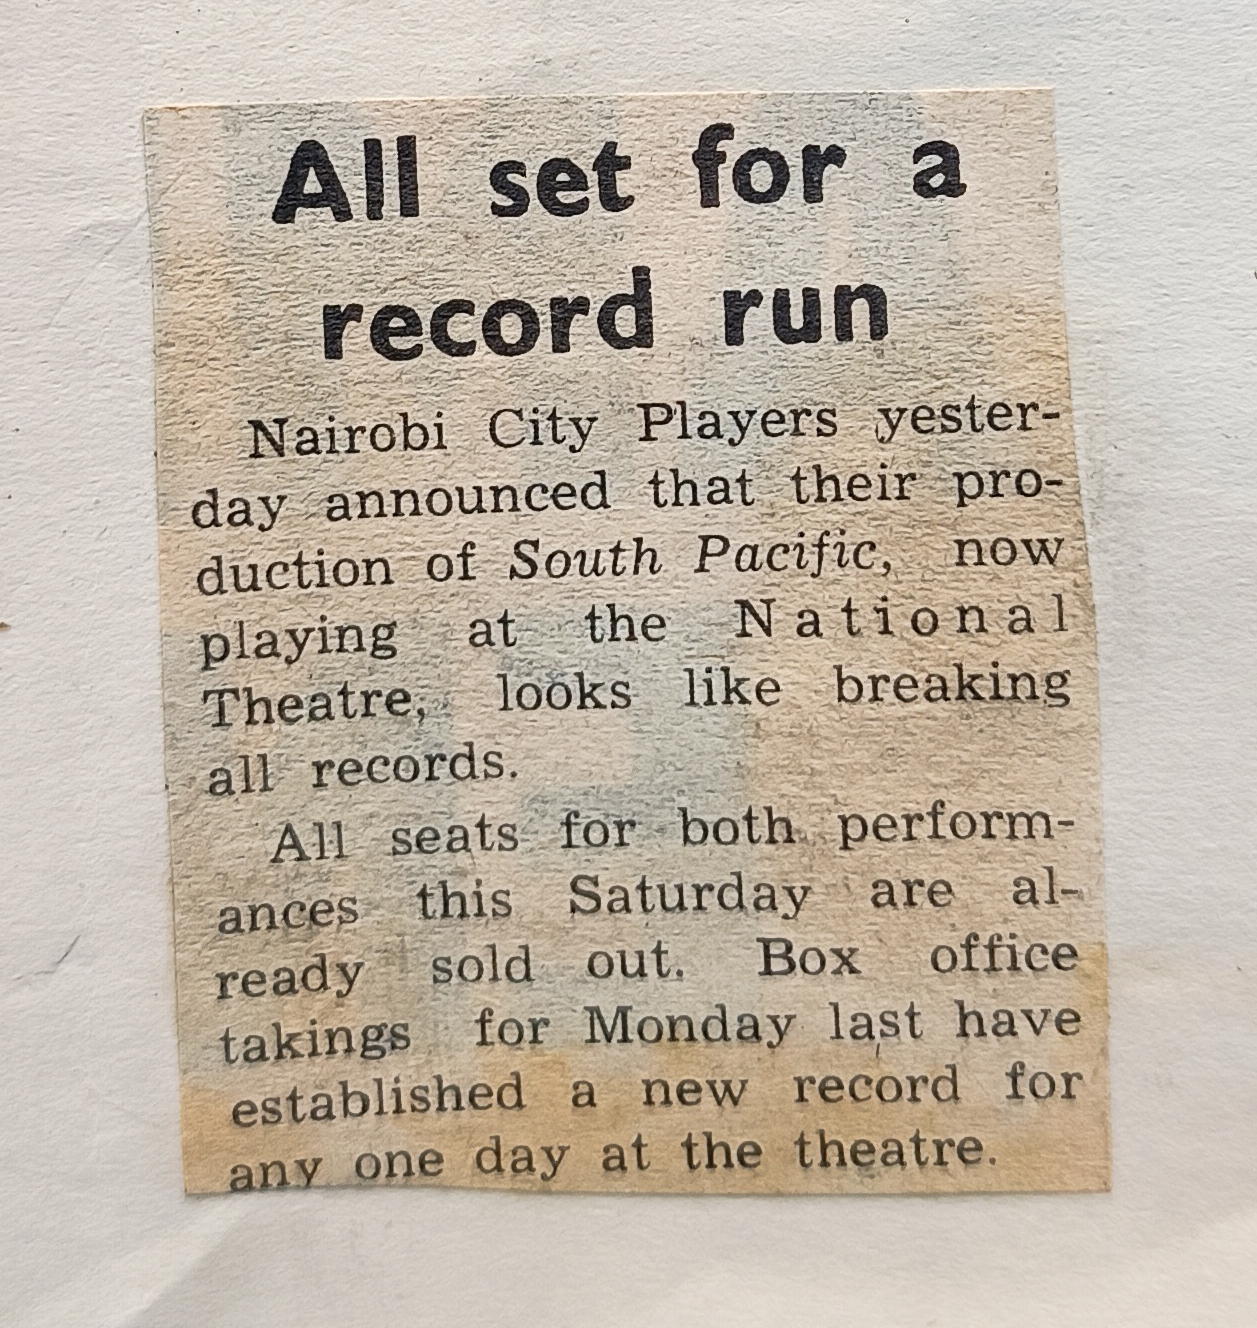 All set for a
record run
Nairobi City Players yester-
day announced that their pro-
duction of South Pacific, now
playing at the National
Theatre, looks like breaking
all records.
All seats for both perform-
ances this Saturday are al-
ready sold out. Box office
takings for Monday last have
established a new record for
any one day at the theatre.